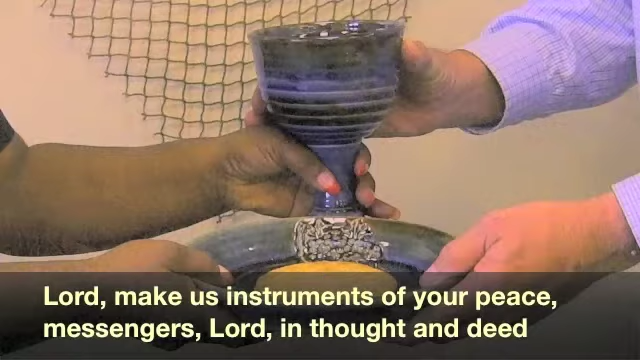 Lord, make us instruments of your peace,
messengers, Lord, in thought and deed